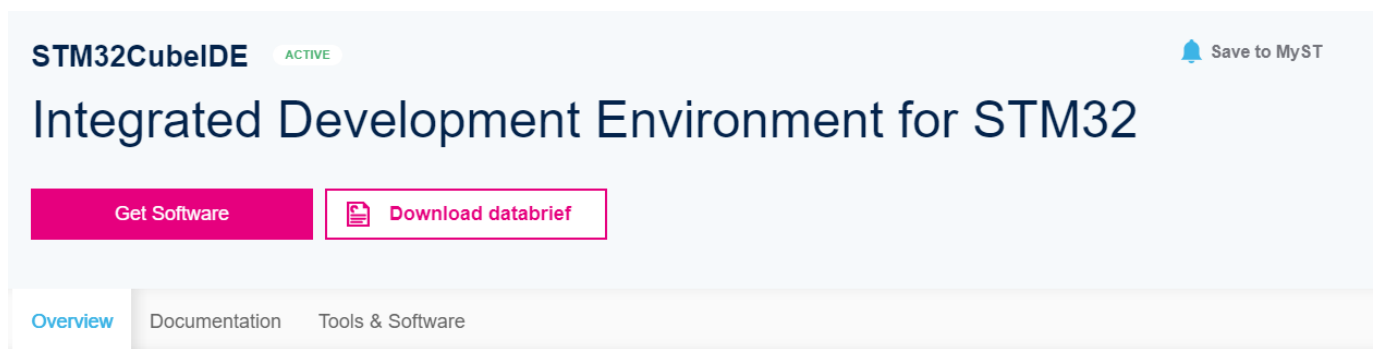 STM32CubeIDE ACTIVE
Save to MyST
Integrated Development Environment for STM32
Get Software Download databrief
Overview Documentation Tools & Software